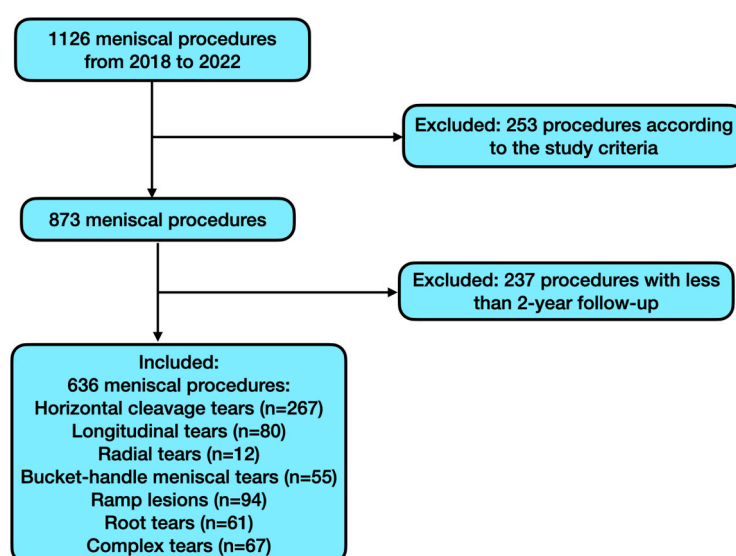 1126 meniscal procedures
from 2018 to 2022
Excluded: 253 procedures according
to the study criteria
873 meniscal procedures
Excluded: 237 procedures with less
than 2-year follow-up
Included:
636 meniscal procedures:
Horizontal cleavage tears (n=267)
Longitudinal tears (n=80)
Radial tears (n=12)
Bucket-handle meniscal tears (n=55)
Ramp lesions (n=94)
Root tears (n=61)
Complex tears (n=67)